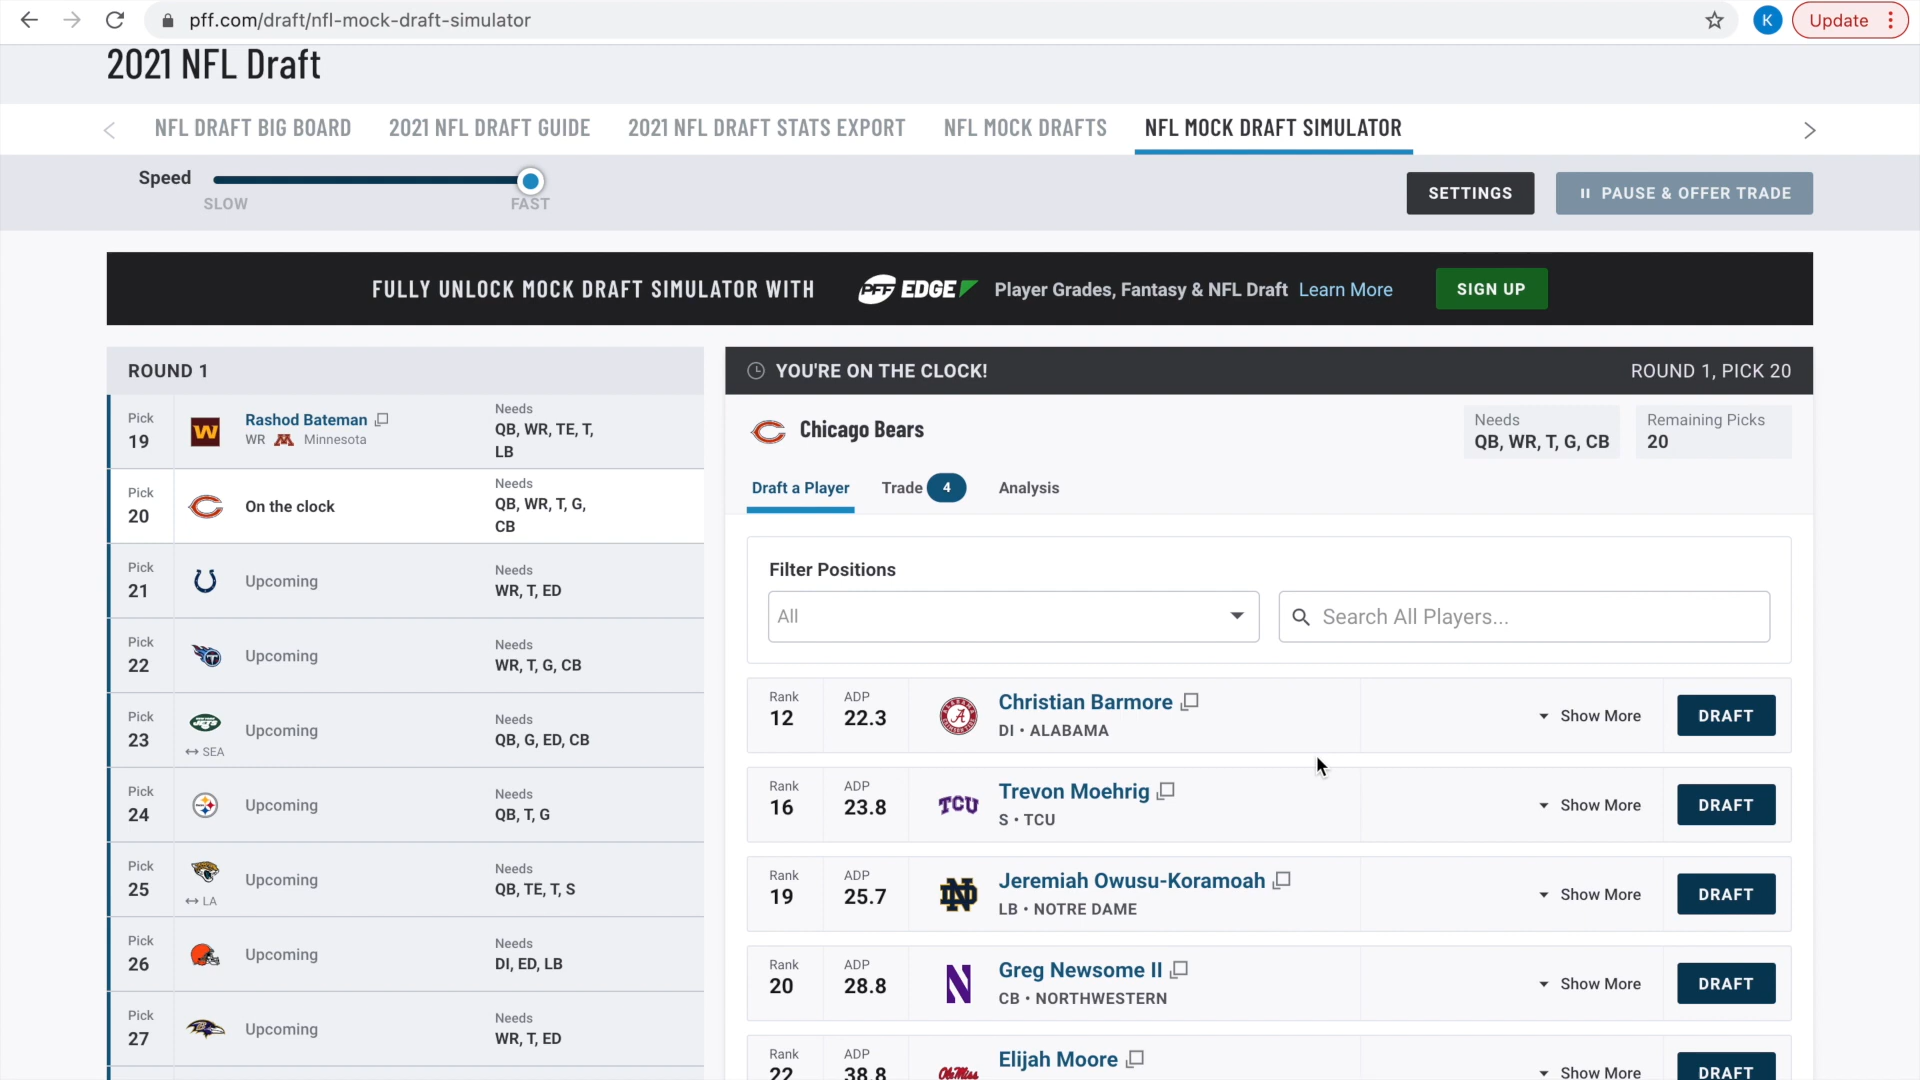 pff.com/draft/nfl-mock-draft-simulator
K
Update
2021 NFL Draft
NFL DRAFT BIG BOARD
2021 NFL DRAFT GUIDE
2021 NFL DRAFT STATS EXPORT
NFL MOCK DRAFTS
NFL MOCK DRAFT SIMULATOR
Speed
SLOW
FAST
SETTINGS
PAUSE & OFFER TRADE
FULLY UNLOCK MOCK DRAFT SIMULATOR WITH
PFF EDGE
Player Grades, Fantasy & NFL Draft Learn More
SIGN UP
ROUND 1
Pick
19
W
Rashod Bateman
WR M Minnesota
Needs
QB, WR, TE, T,
LB
Pick
20
On the clock
Needs
QB, WR, T, G,
CB
Pick
21
Upcoming
Needs
WR, T, ED
Pick
22
Upcoming
Needs
WR, T, G, CB
Pick
23
↔ SEA
Upcoming
Needs
QB, G, ED, CB
Pick
24
Upcoming
Needs
QB, T, G
Pick
25
↔ LA
Upcoming
Needs
QB, TE, T, S
Pick
26
Upcoming
Needs
DI, ED, LB
Pick
27
Upcoming
Needs
WR, T, ED
YOU'RE ON THE CLOCK!
ROUND 1, PICK 20
Chicago Bears
Needs
QB, WR, T, G, CB
Remaining Picks
20
Draft a Player
Trade 4
Analysis
Filter Positions
All
Search All Players...
Rank
12
ADP
22.3
A
Christian Barmore
DI • ALABAMA
Show More
DRAFT
Rank
16
ADP
23.8
TCU
Trevon Moehrig
S • TCU
Show More
DRAFT
Rank
19
ADP
25.7
ND
Jeremiah Owusu-Koramoah
LB • NOTRE DAME
Show More
DRAFT
Rank
20
ADP
28.8
N
Greg Newsome II
CB • NORTHWESTERN
Show More
DRAFT
Rank
22
ADP
38.8
Ole Miss
Elijah Moore
Show More
DRAFT